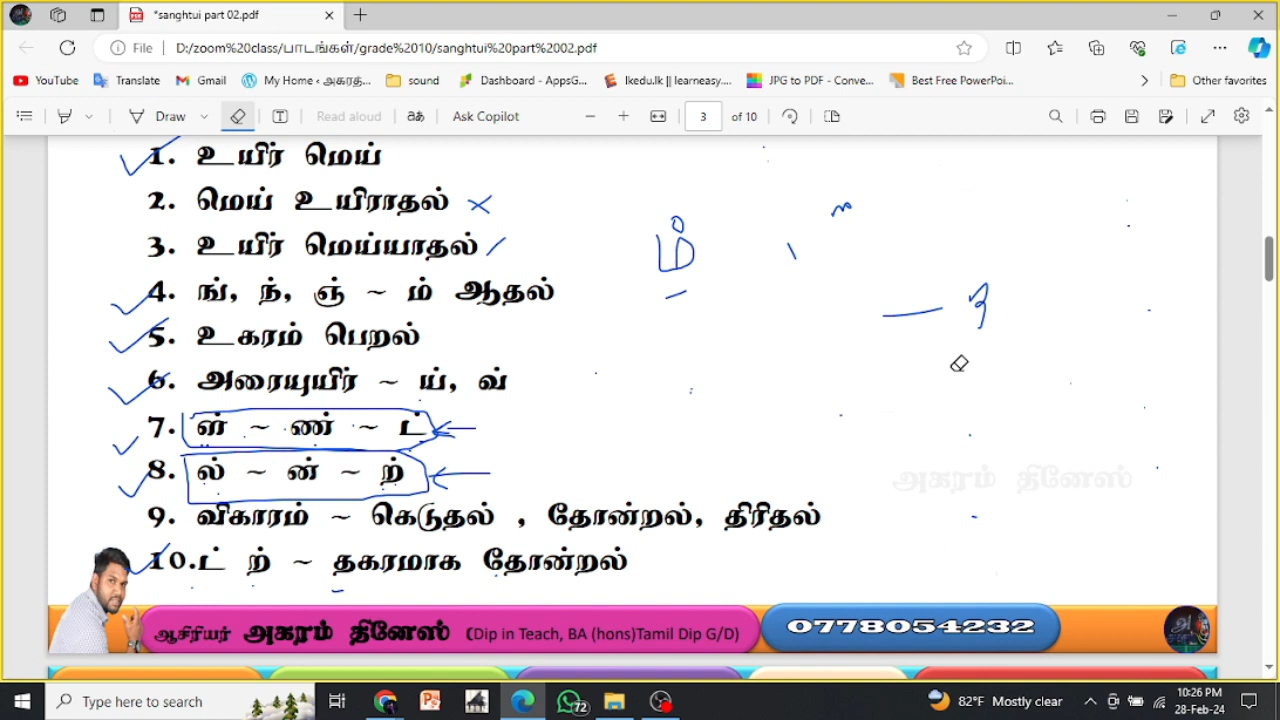 *sanghtui part 02.pdf
File D:/zoom%20class/பாடங்கள்/grade%2010/sanghtui%20part%2002.pdf
YouTube Translate Gmail My Home ‹ அகரத்... sound Dashboard - AppsG... lkedu.lk || learneasy.... JPG to PDF - Conve... Best Free PowerPoi... Other favorites
Draw Read aloud Ask Copilot 3 of 10
1. உயிர் மெய்
2. மெய் உயிராதல்
3. உயிர் மெய்யாதல்
4. ங், ந், ஞ் ~ ம் ஆதல்
5. உகரம் பெறல்
6. அரையுயிர் ~ ய், வ்
7. ள் ~ ண் ~ ட்
8. ல் ~ ன் ~ ற்
9. விகாரம் ~ கெடுதல் , தோன்றல், திரிதல்
10. ட் ற் ~ தகரமாக தோன்றல்
ம்
அகரம் தினேஸ்
ஆசிரியர் அகரம் தினேஸ் (Dip in Teach, BA (hons)Tamil Dip G/D)
0778054232
Type here to search
72
82°F Mostly clear
10:26 PM
28-Feb-24